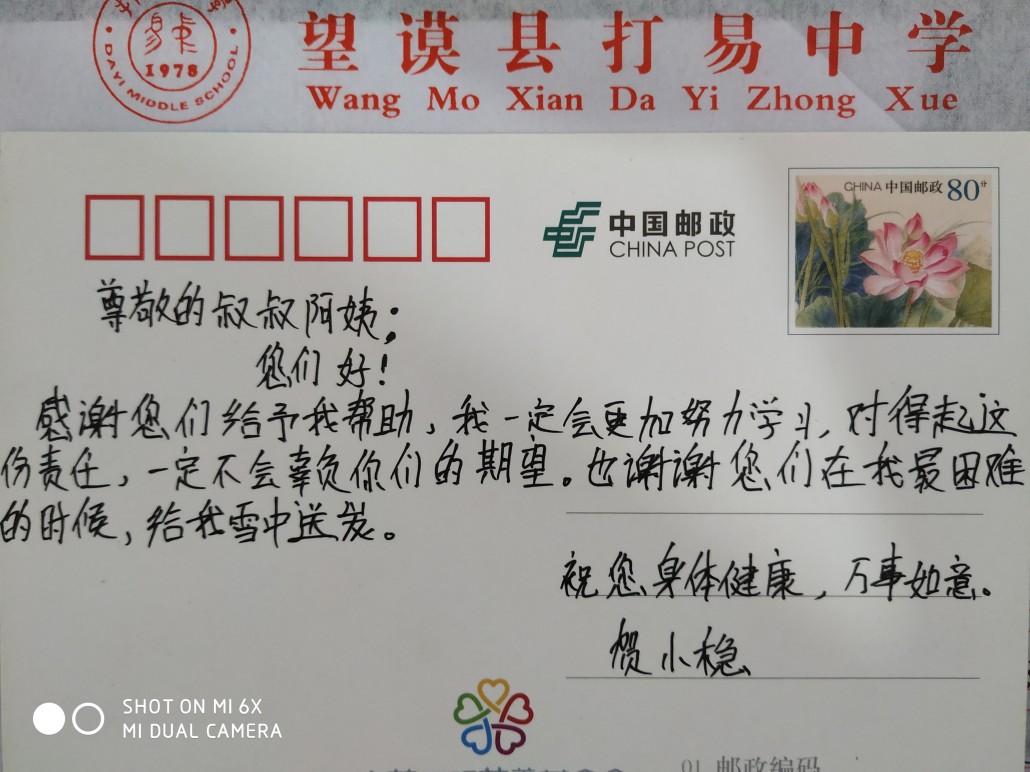 望谟县打易中学
Wang Mo Xian Da Yi Zhong Xue
1978
DAYI MIDDLE SCHOOL
CHINA 中国邮政 80分
中国邮政
CHINA POST
尊敬的叔叔阿姨：
您们好！
感谢您们给予我帮助，我一定会更加努力学习，对得起这
份责任，一定不会辜负你们的期望。也谢谢您们在我最困难
的时候，给我雪中送炭。
祝您身体健康，万事如意。
贺小稳
SHOT ON MI 6X
MI DUAL CAMERA
01 邮政编码